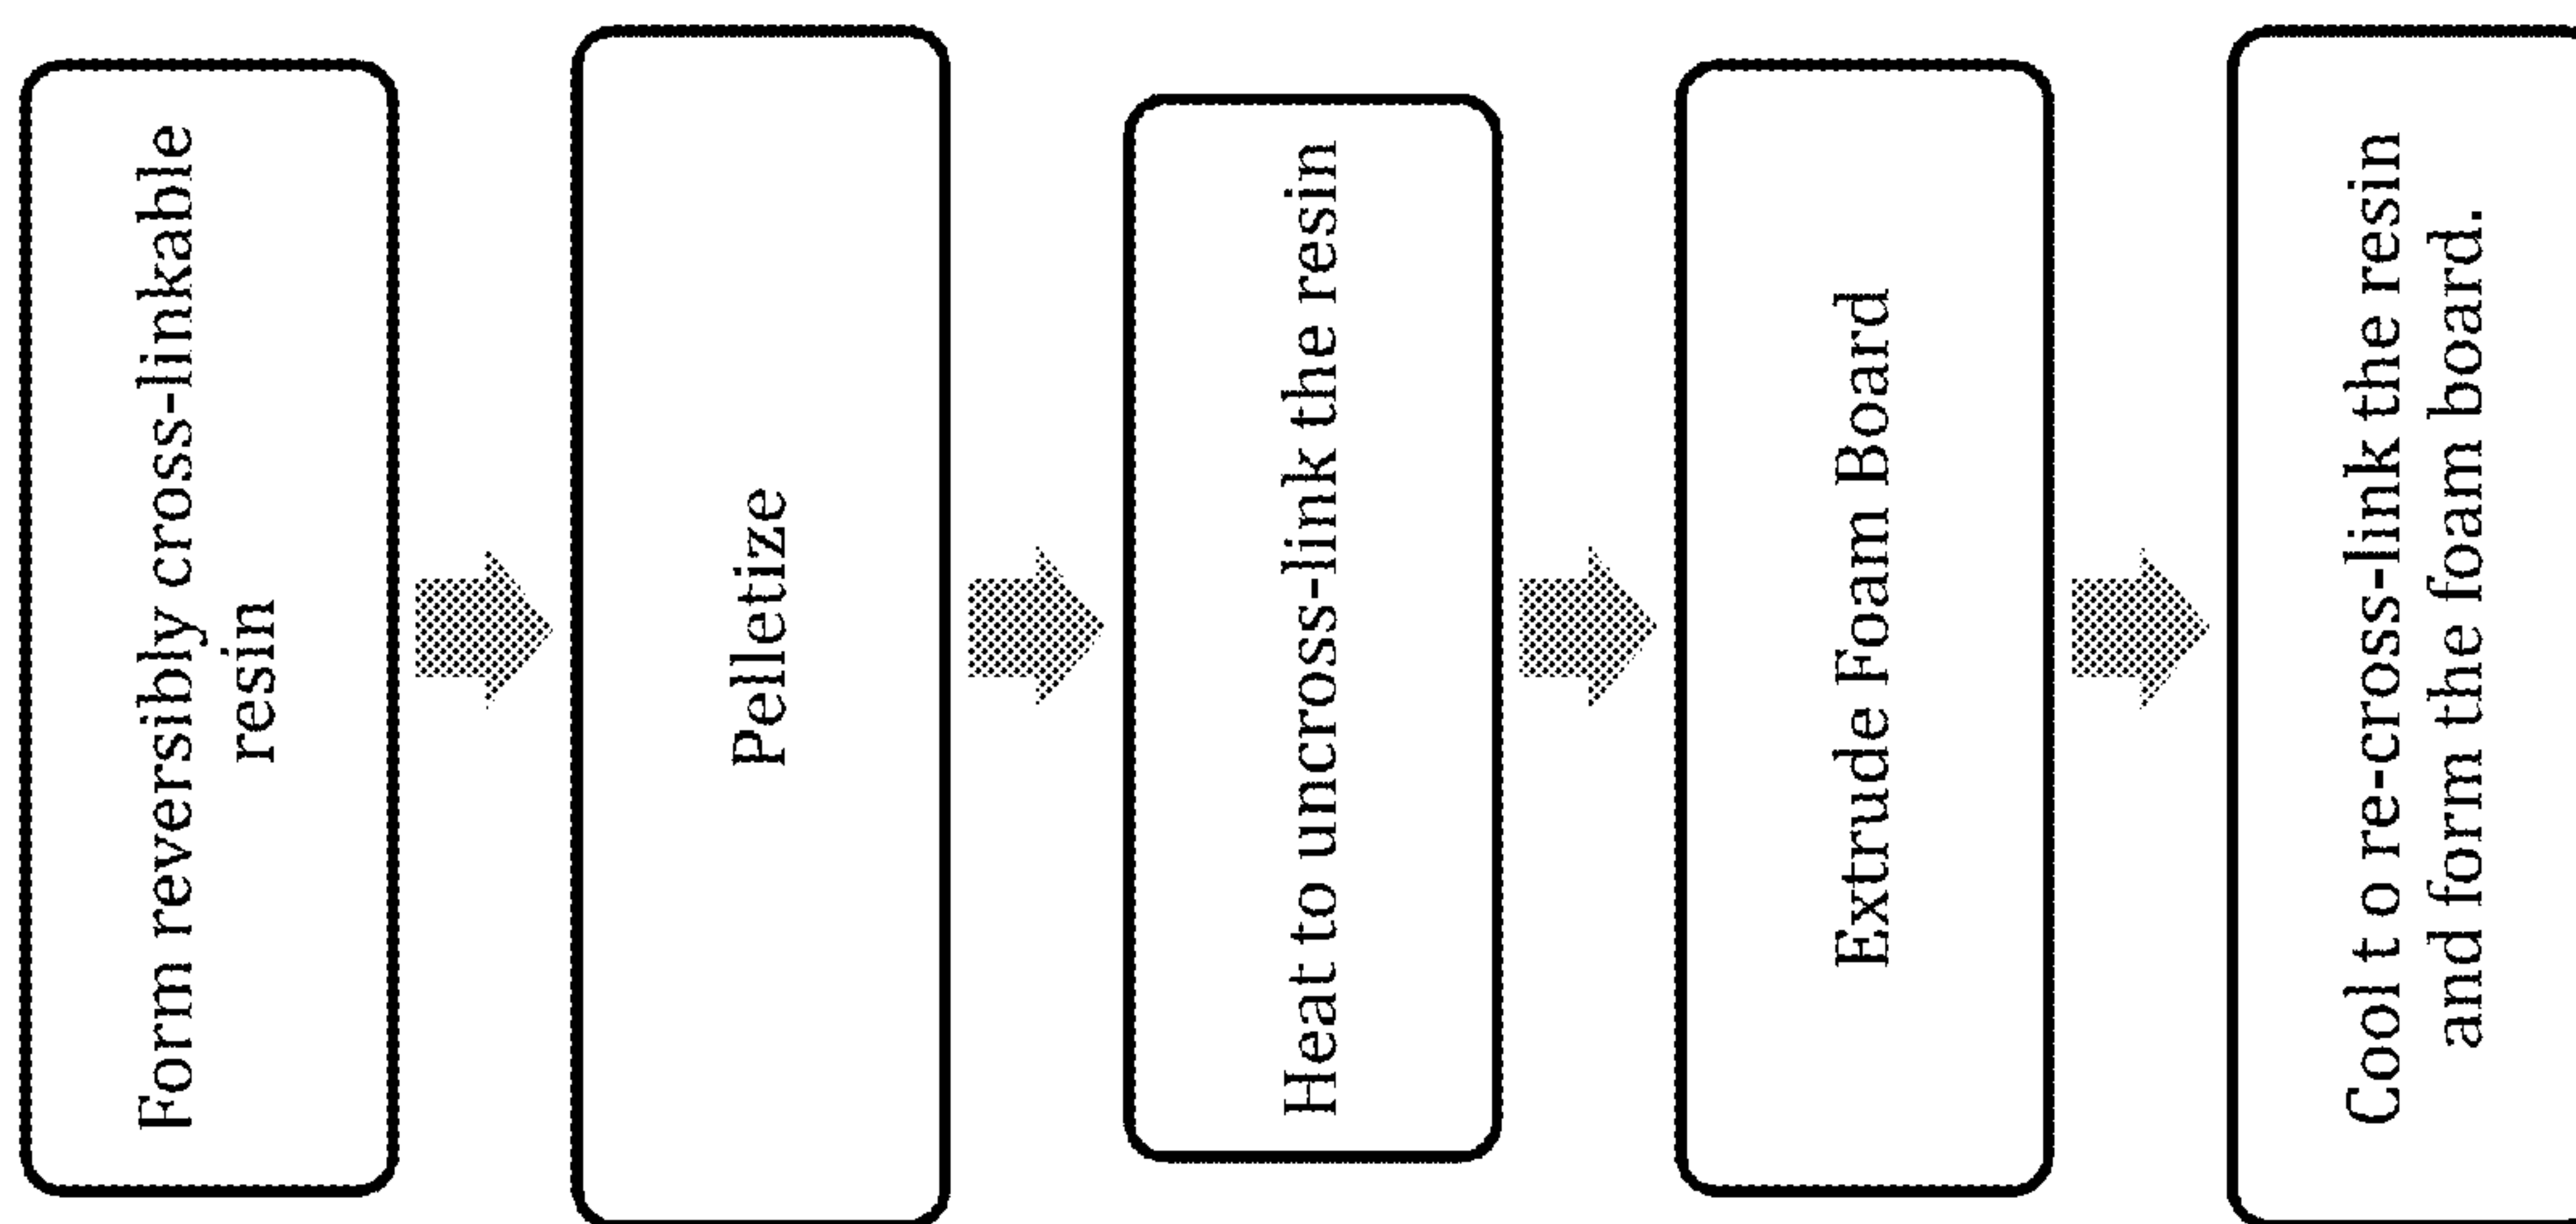 Form reversibly cross-linkable
resin
Pelletize
Heat to uncross-link the resin
Extrude Foam Board
Cool t o re-cross-link the resin
and form the foam board.